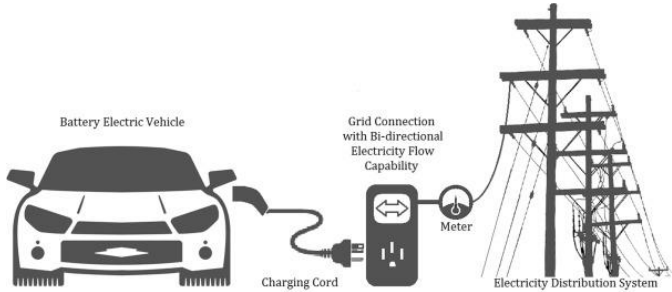 Battery Electric Vehicle
Grid Connection
with Bi-directional
Electricity Flow
Capability
Meter
Charging Cord
Electricity Distribution System